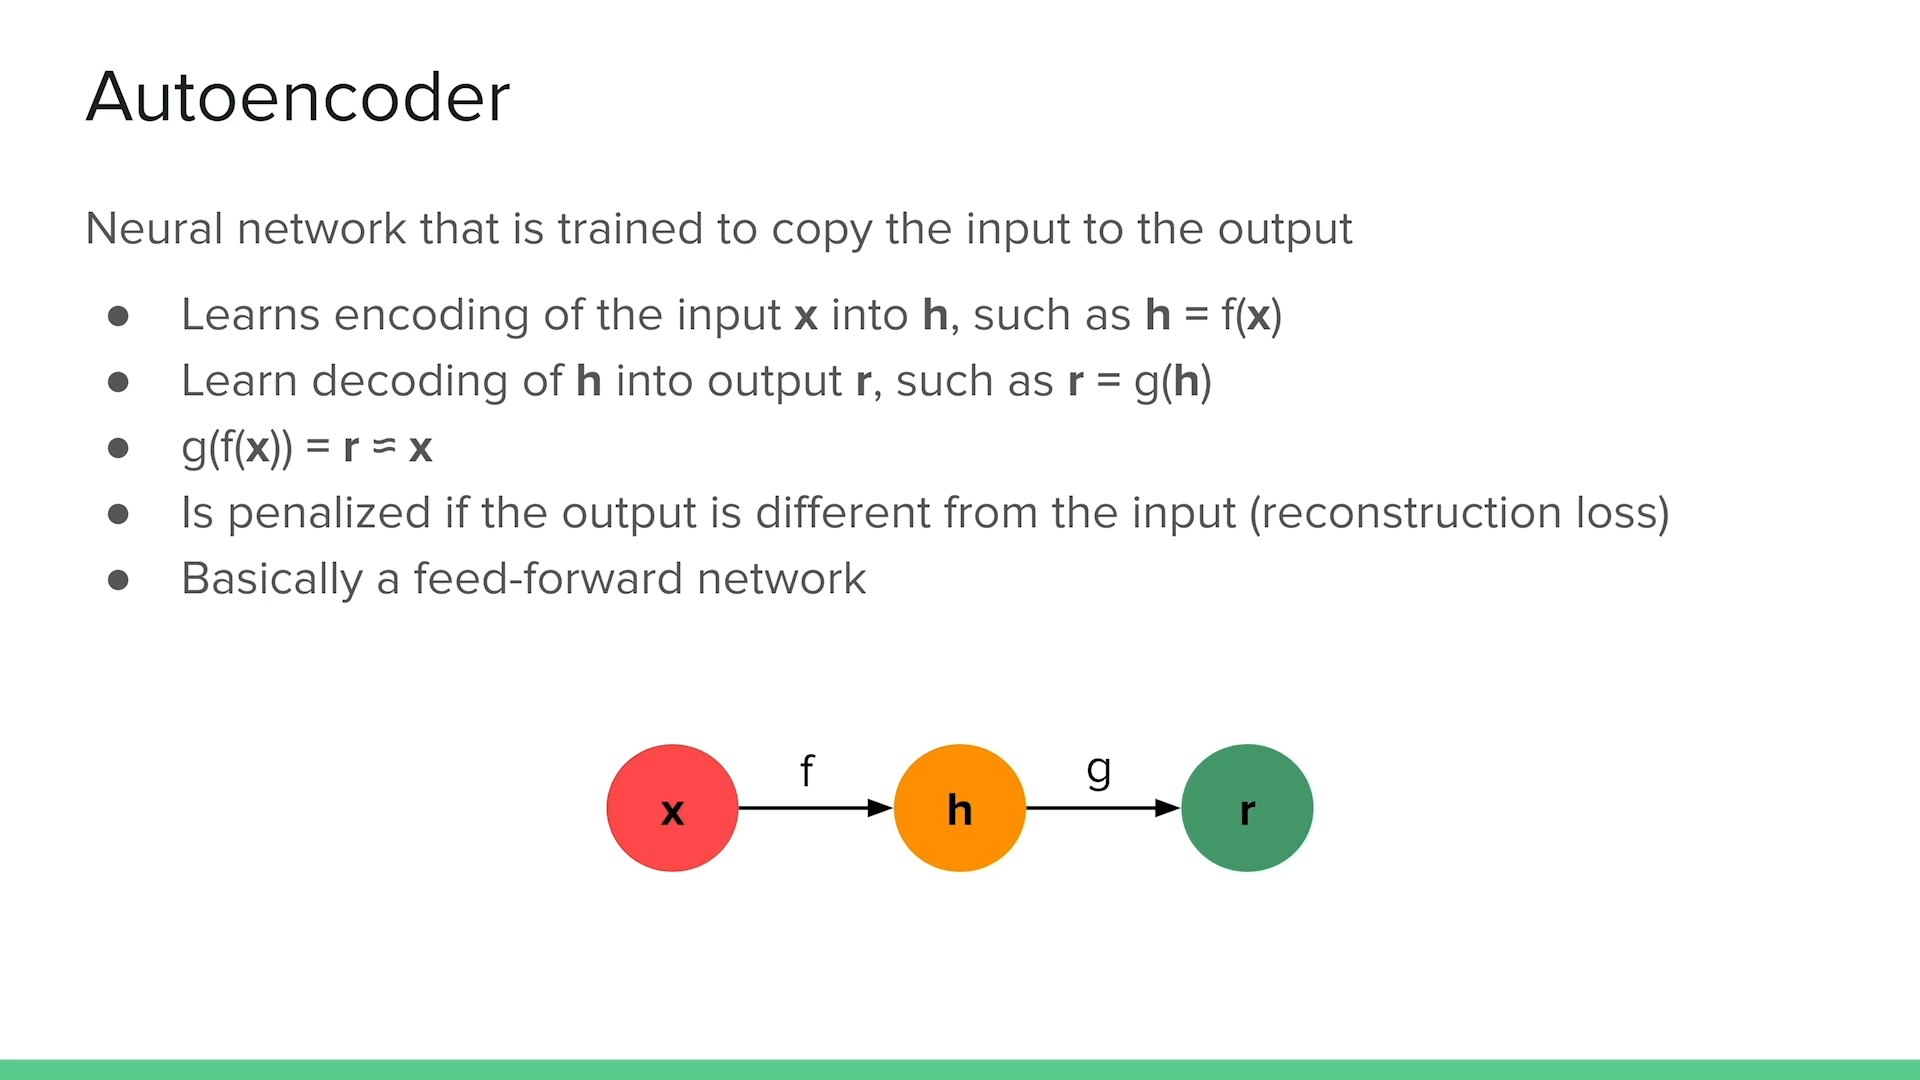 Autoencoder
Neural network that is trained to copy the input to the output
● Learns encoding of the input x into h, such as h = f(x)
● Learn decoding of h into output r, such as r = g(h)
● g(f(x)) = r ≂ x
● Is penalized if the output is different from the input (reconstruction loss)
● Basically a feed-forward network
f g
x h r